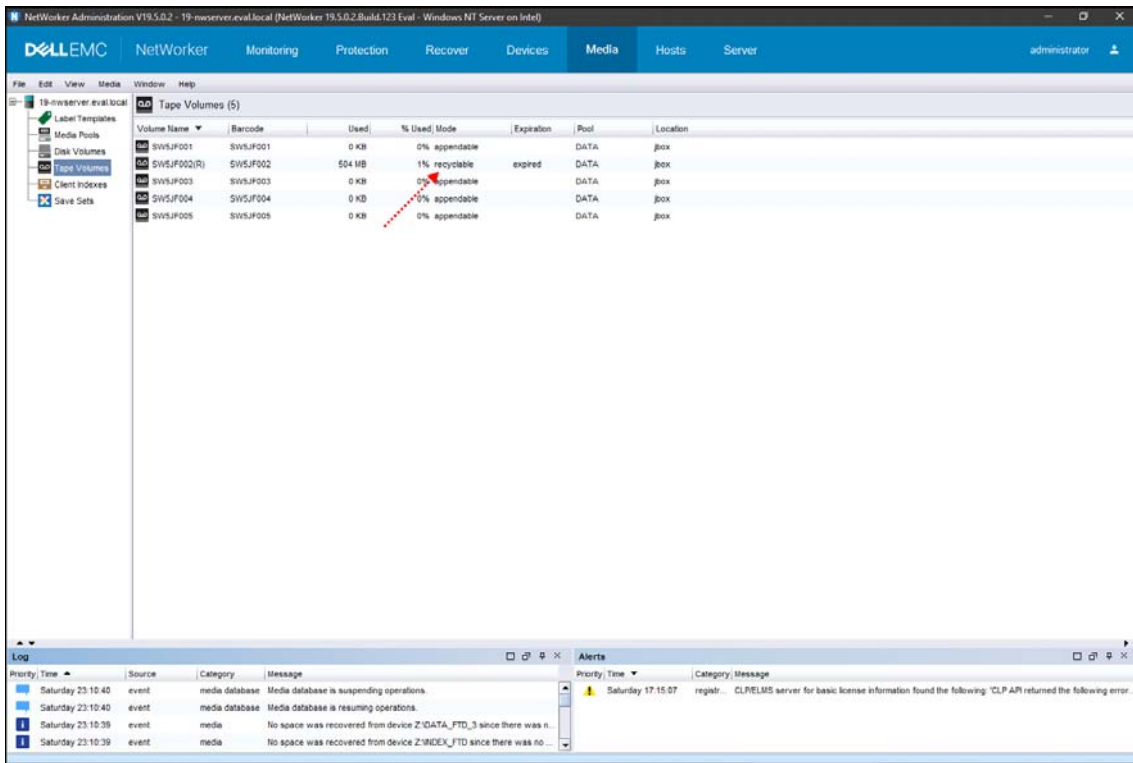 NetWorker Administration V19.5.0.2 - 19-nwserver.eval.local (NetWorker 19.5.0.2.Build.123 Eval - Windows NT Server on Intel)
DELLEMC NetWorker Monitoring Protection Recover Devices Media Hosts Server administrator
File Edit View Media Window Help
19-nwserver.eval.local
Label Templates
Media Pools
Disk Volumes
Tape Volumes
Client Indexes
Save Sets
Tape Volumes (5)
Volume Name Barcode Used % Used Mode Expiration Pool Location
SW5JF001 SW5JF001 0 KB 0% appendable DATA jbox
SW5JF002(R) SW5JF002 504 MB 1% recyclable expired DATA jbox
SW5JF003 SW5JF003 0 KB 0% appendable DATA jbox
SW5JF004 SW5JF004 0 KB 0% appendable DATA jbox
SW5JF005 SW5JF005 0 KB 0% appendable DATA jbox
Log
Priority Time Source Category Message
Saturday 23:10:40 event media database Media database is suspending operations.
Saturday 23:10:40 event media database Media database is resuming operations.
Saturday 23:10:39 event media No space was recovered from device Z:\DATA_FTD_3 since there was n...
Saturday 23:10:39 event media No space was recovered from device Z:\INDEX_FTD since there was no ...
Alerts
Priority Time Category Message
Saturday 17:15:07 registr... CLP/ELMS server for basic license information found the following: "CLP API returned the following error...